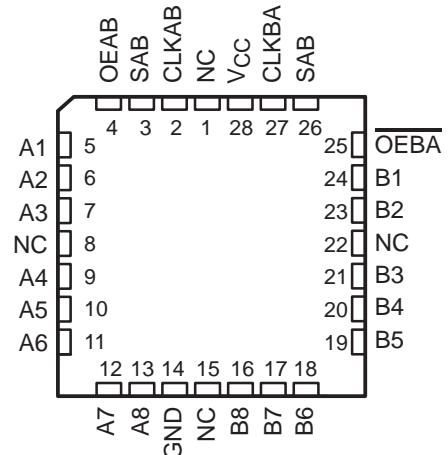 OEAB SAB CLKAB NC VCC CLKBA SAB
4 3 2 1 28 27 26
A1 5 25 OEBA
A2 6 24 B1
A3 7 23 B2
NC 8 22 NC
A4 9 21 B3
A5 10 20 B4
A6 11 19 B5
12 13 14 15 16 17 18
A7 A8 GND NC B8 B7 B6